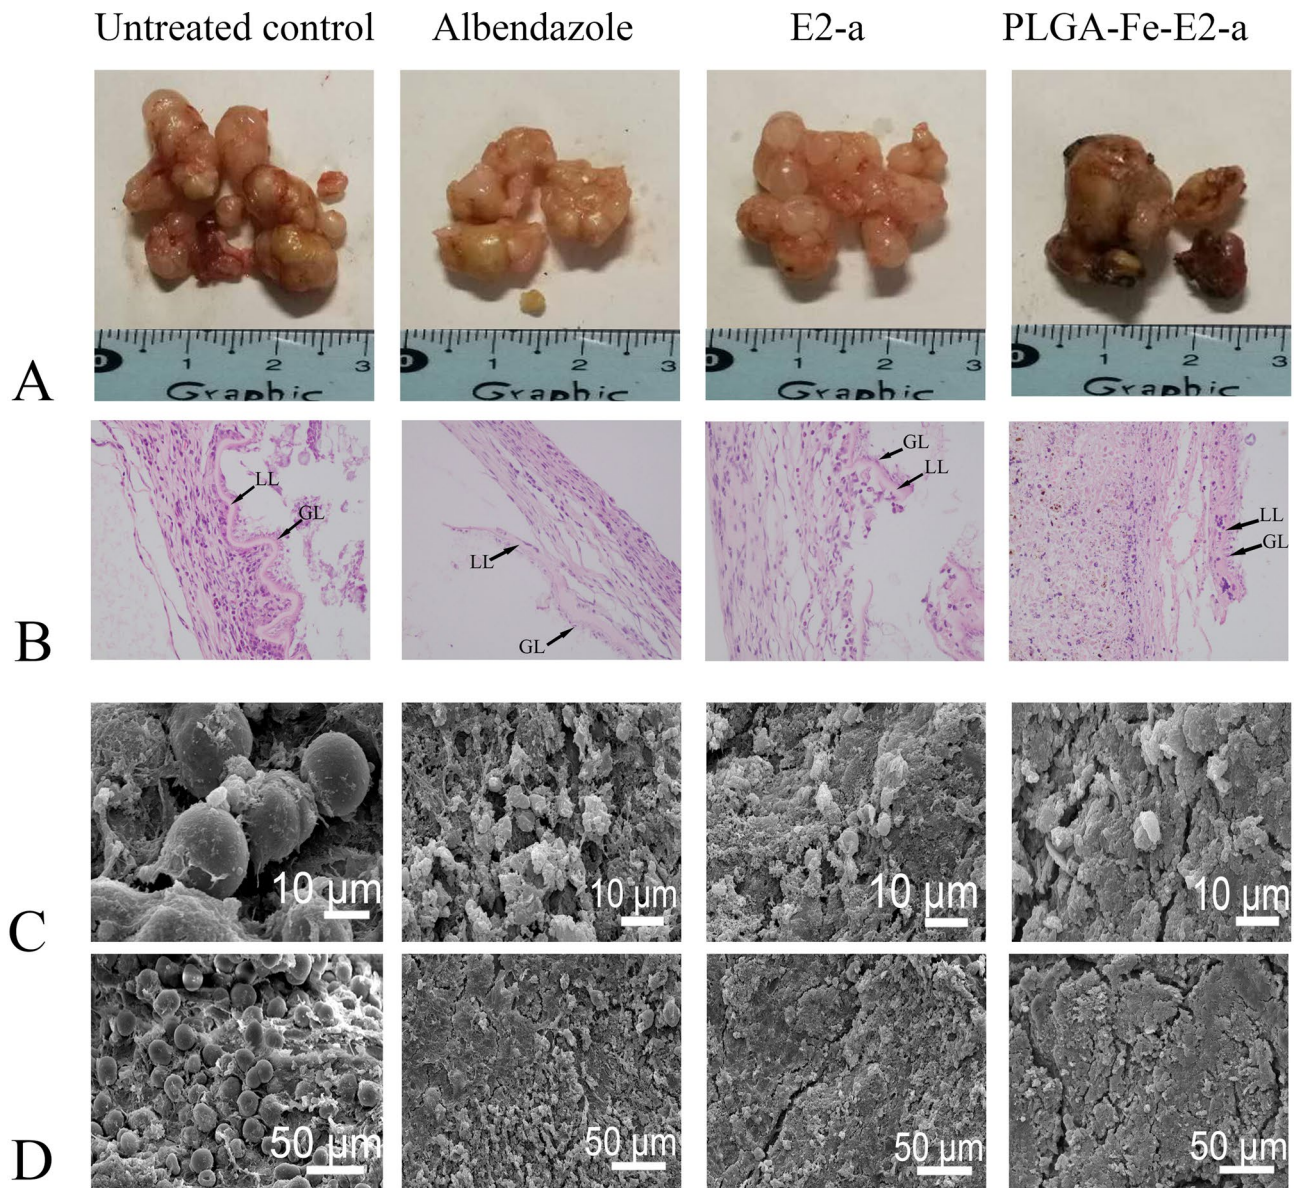 Untreated control Albendazole E2-a PLGA-Fe-E2-a
0 1 2 3 0 1 2 3 0 1 2 3 0 1 2 3
Graphic Graphic Graphic Graphic
A
GL
LL LL
LL
GL GL
LL
GL
B
10 µm 10 µm 10 µm 10 µm
C
50 µm 50 µm 50 µm 50 µm
D